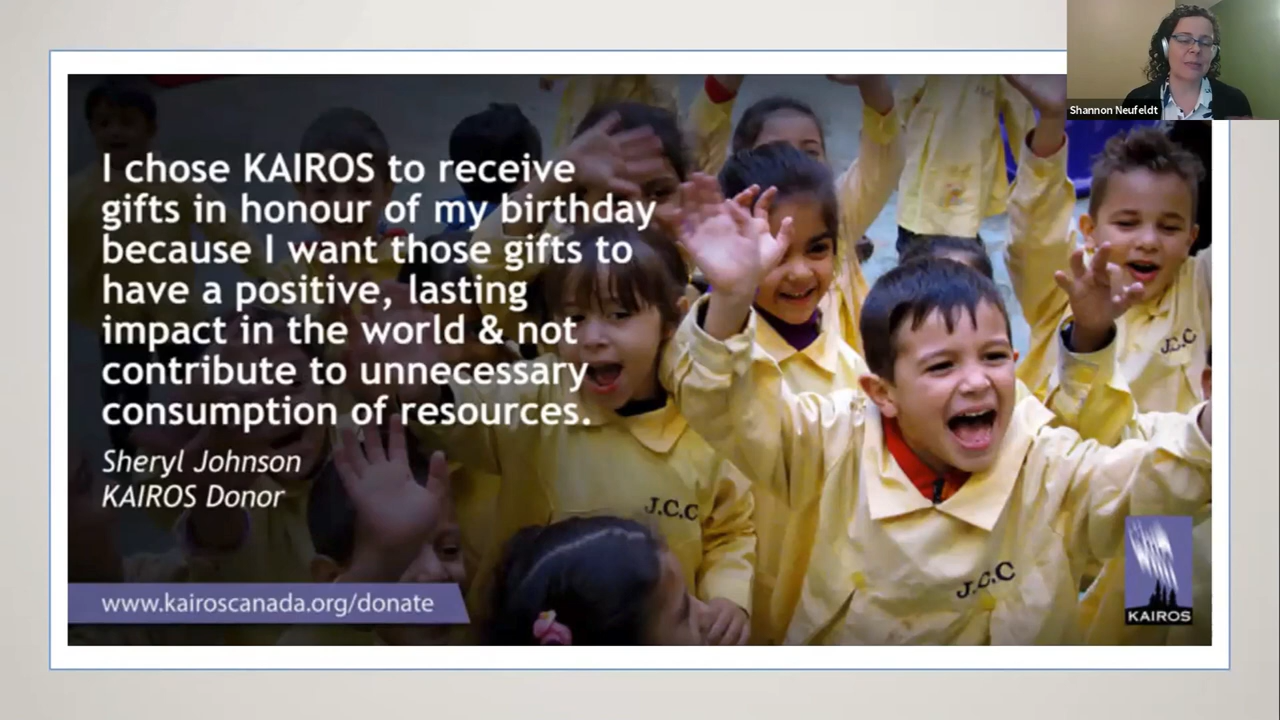 Shannon Neufeldt
I chose KAIROS to receive
gifts in honour of my birthday
because I want those gifts to
have a positive, lasting
impact in the world & not
contribute to unnecessary
consumption of resources.
Sheryl Johnson
KAIROS Donor
J.C.C
J.C.C
J.C.C
www.kairoscanada.org/donate
KAIROS